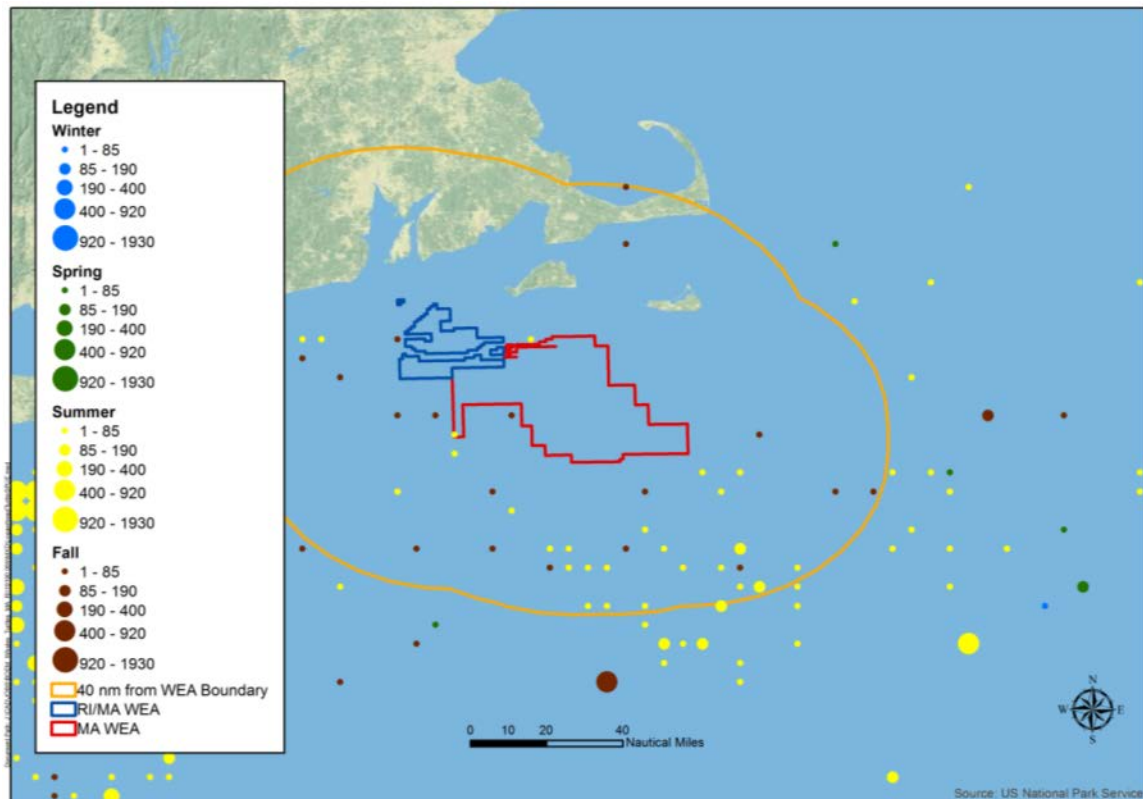 Legend
Winter
1 - 85
85 - 190
190 - 400
400 - 920
920 - 1930
Spring
1 - 85
85 - 190
190 - 400
400 - 920
920 - 1930
Summer
1 - 85
85 - 190
190 - 400
400 - 920
920 - 1930
Fall
1 - 85
85 - 190
190 - 400
400 - 920
920 - 1930
40 nm from WEA Boundary
RI/MA WEA
MA WEA
0 10 20 40
Nautical Miles
N
W E
S
Source: US National Park Service